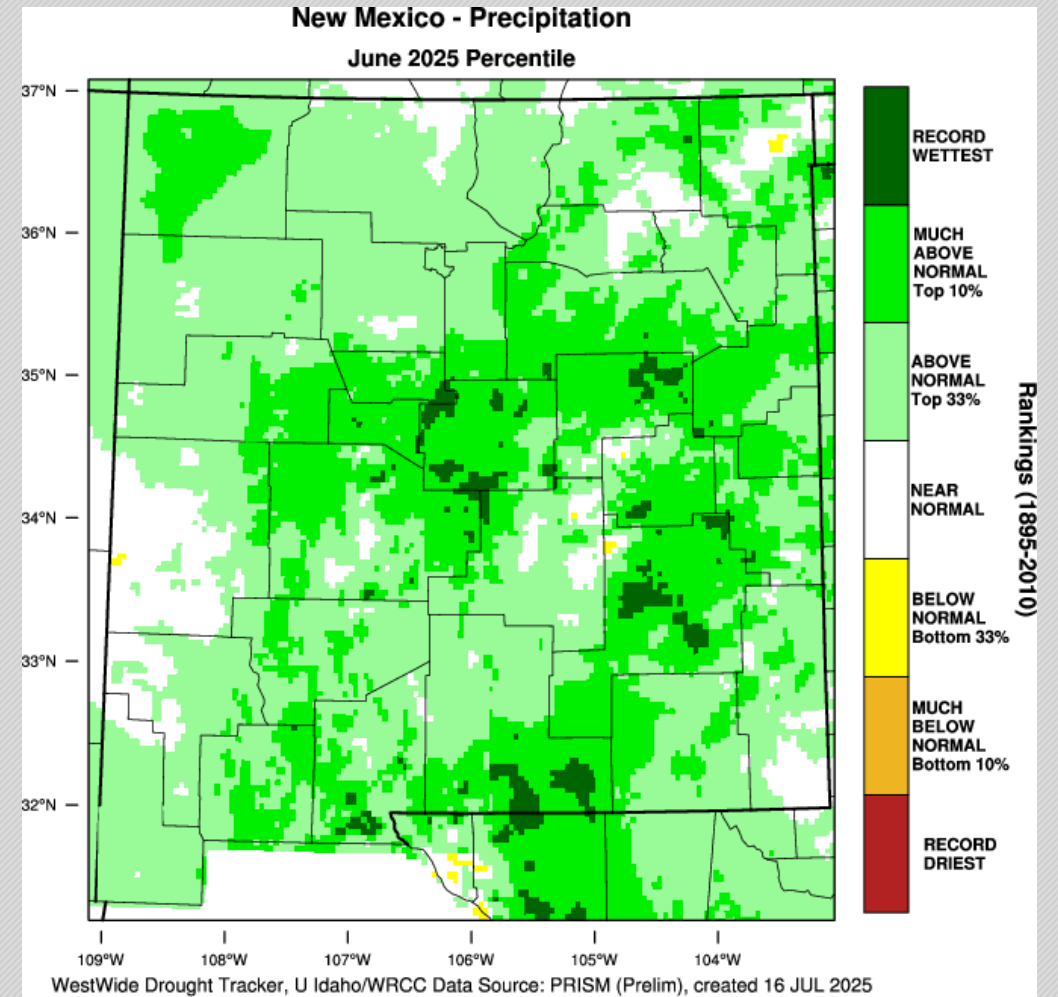 New Mexico - Precipitation
June 2025 Percentile
37°N
36°N
35°N
34°N
33°N
32°N
109°W
108°W
107°W
106°W
105°W
104°W
RECORD
WETTEST
MUCH
ABOVE
NORMAL
Top 10%
ABOVE
NORMAL
Top 33%
NEAR
NORMAL
BELOW
NORMAL
Bottom 33%
MUCH
BELOW
NORMAL
Bottom 10%
RECORD
DRIEST
Rankings (1895-2010)
WestWide Drought Tracker, U Idaho/WRCC Data Source: PRISM (Prelim), created 16 JUL 2025